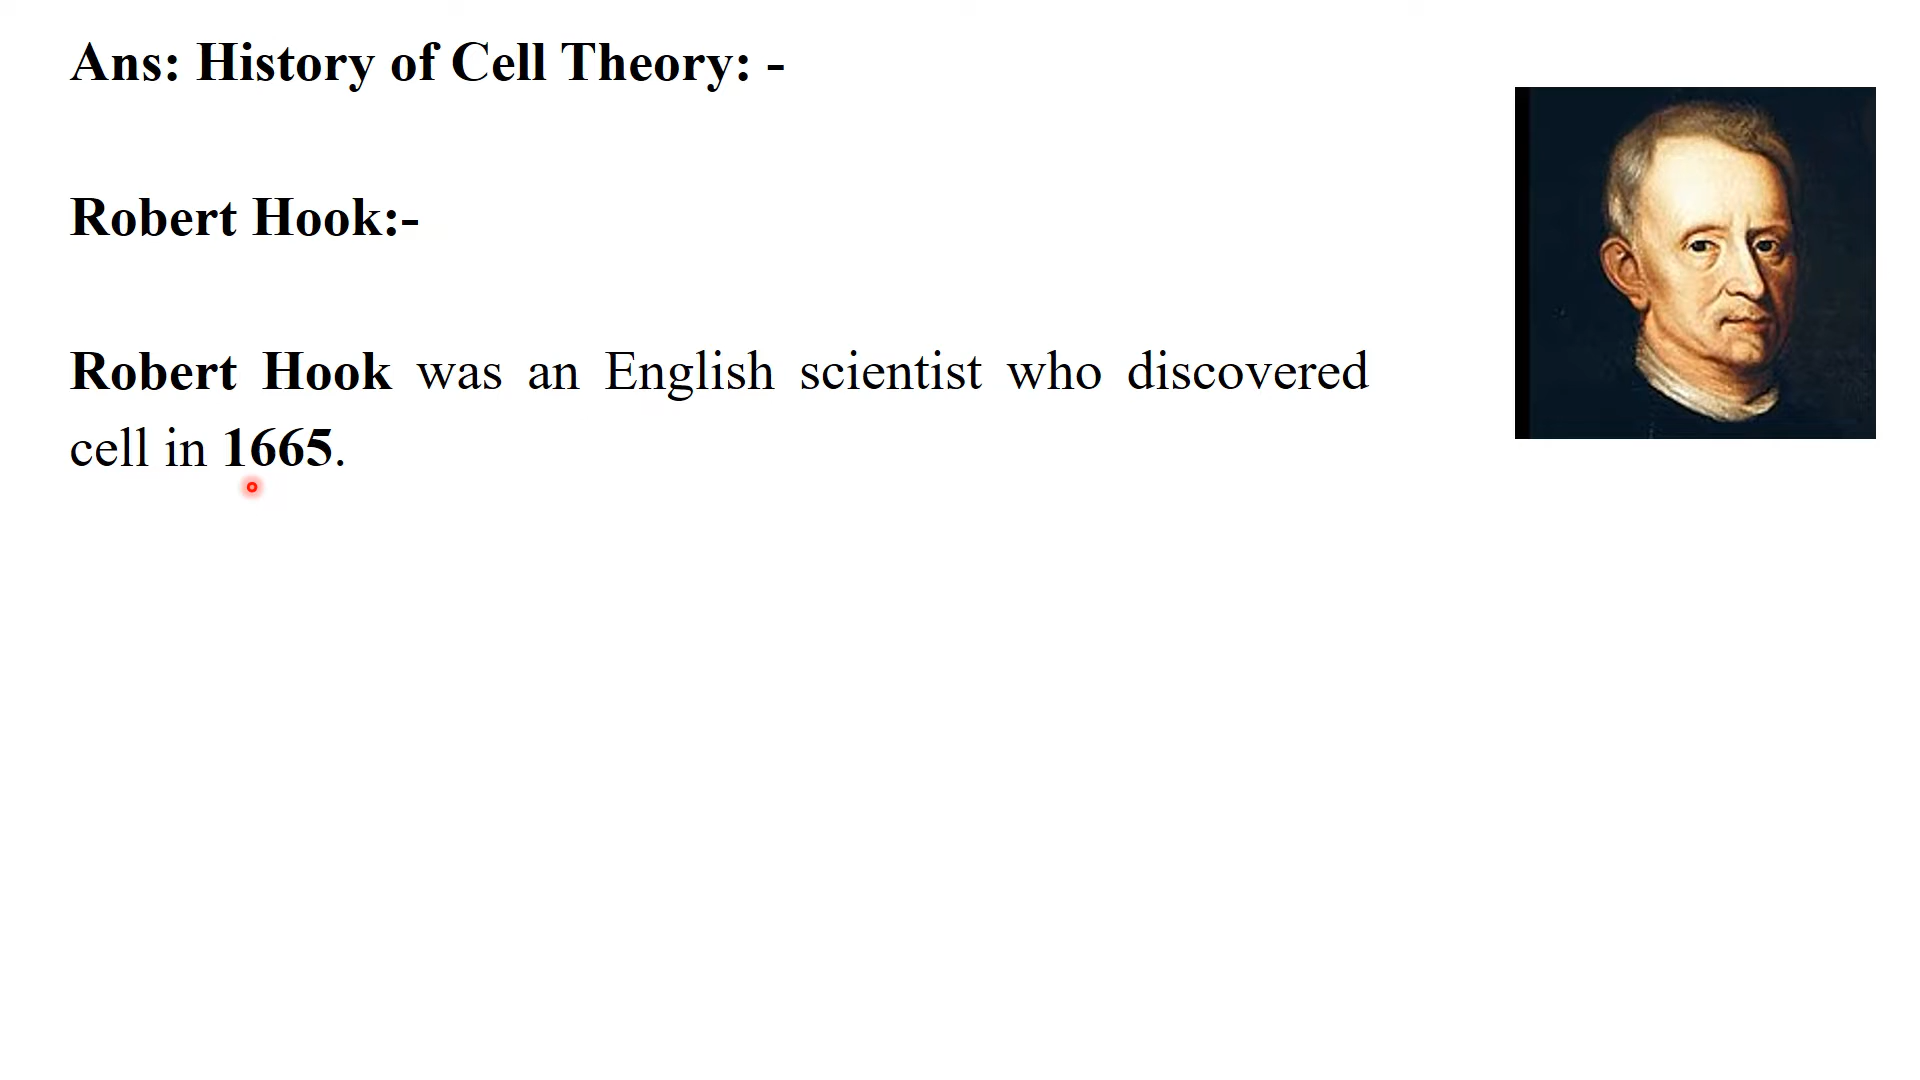 Ans: History of Cell Theory: -
Robert Hook:-
Robert Hook was an English scientist who discovered
cell in 1665.